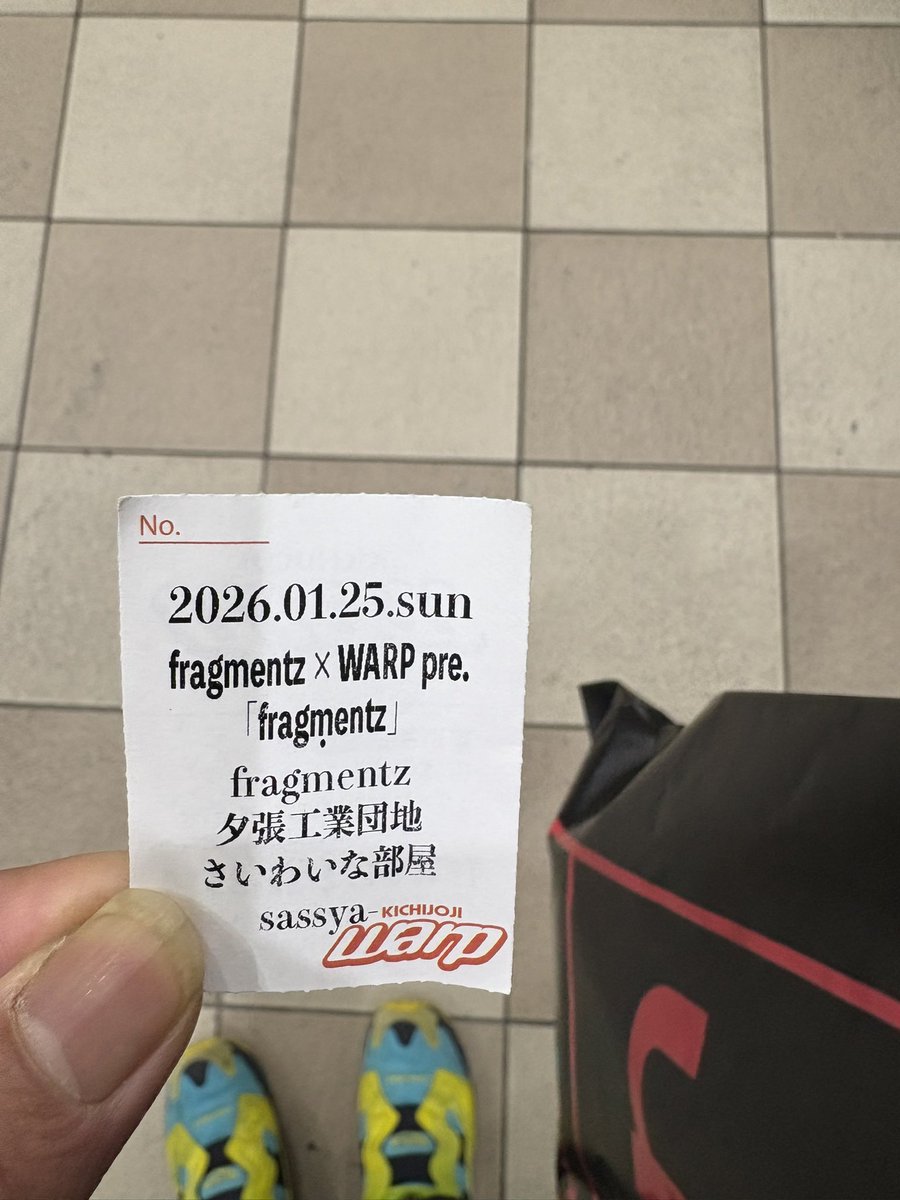 No.
2026.01.25.sun
fragmentz×WARP pre.
「fragmentz」
fragmentz
夕張工業団地
さいわいな部屋
sassya-
KICHIJOJI
warp